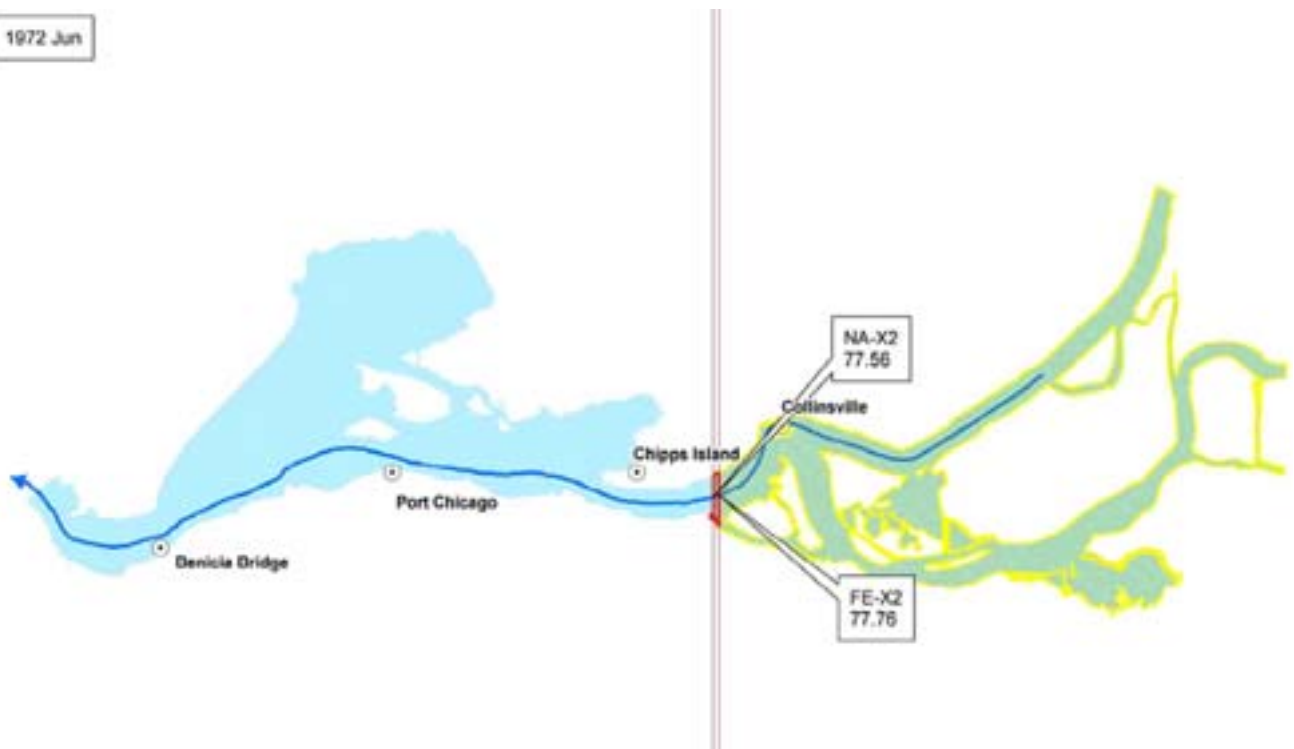 1972 Jun
NA-X2
77.56
Collinsville
Chipps Island
Port Chicago
Denicia Dridge
FE-X2
77.76